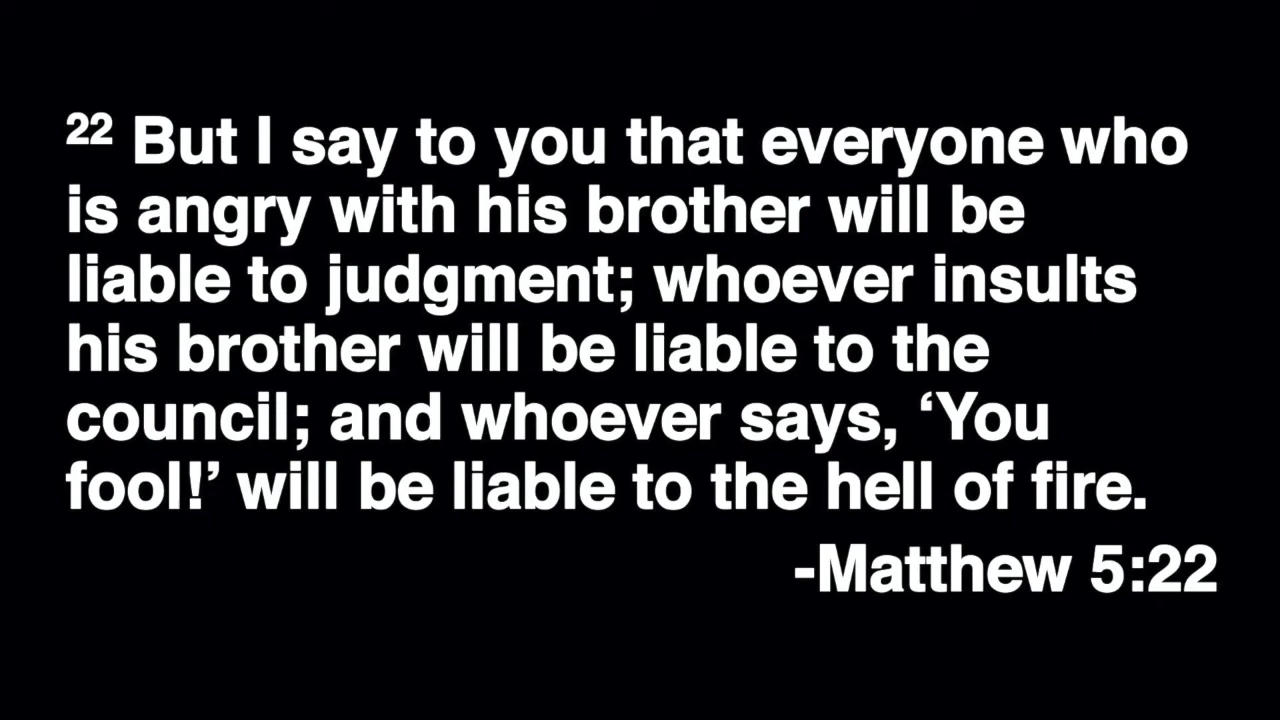 22 But I say to you that everyone who
is angry with his brother will be
liable to judgment; whoever insults
his brother will be liable to the
council; and whoever says, ‘You
fool!’ will be liable to the hell of fire.
-Matthew 5:22